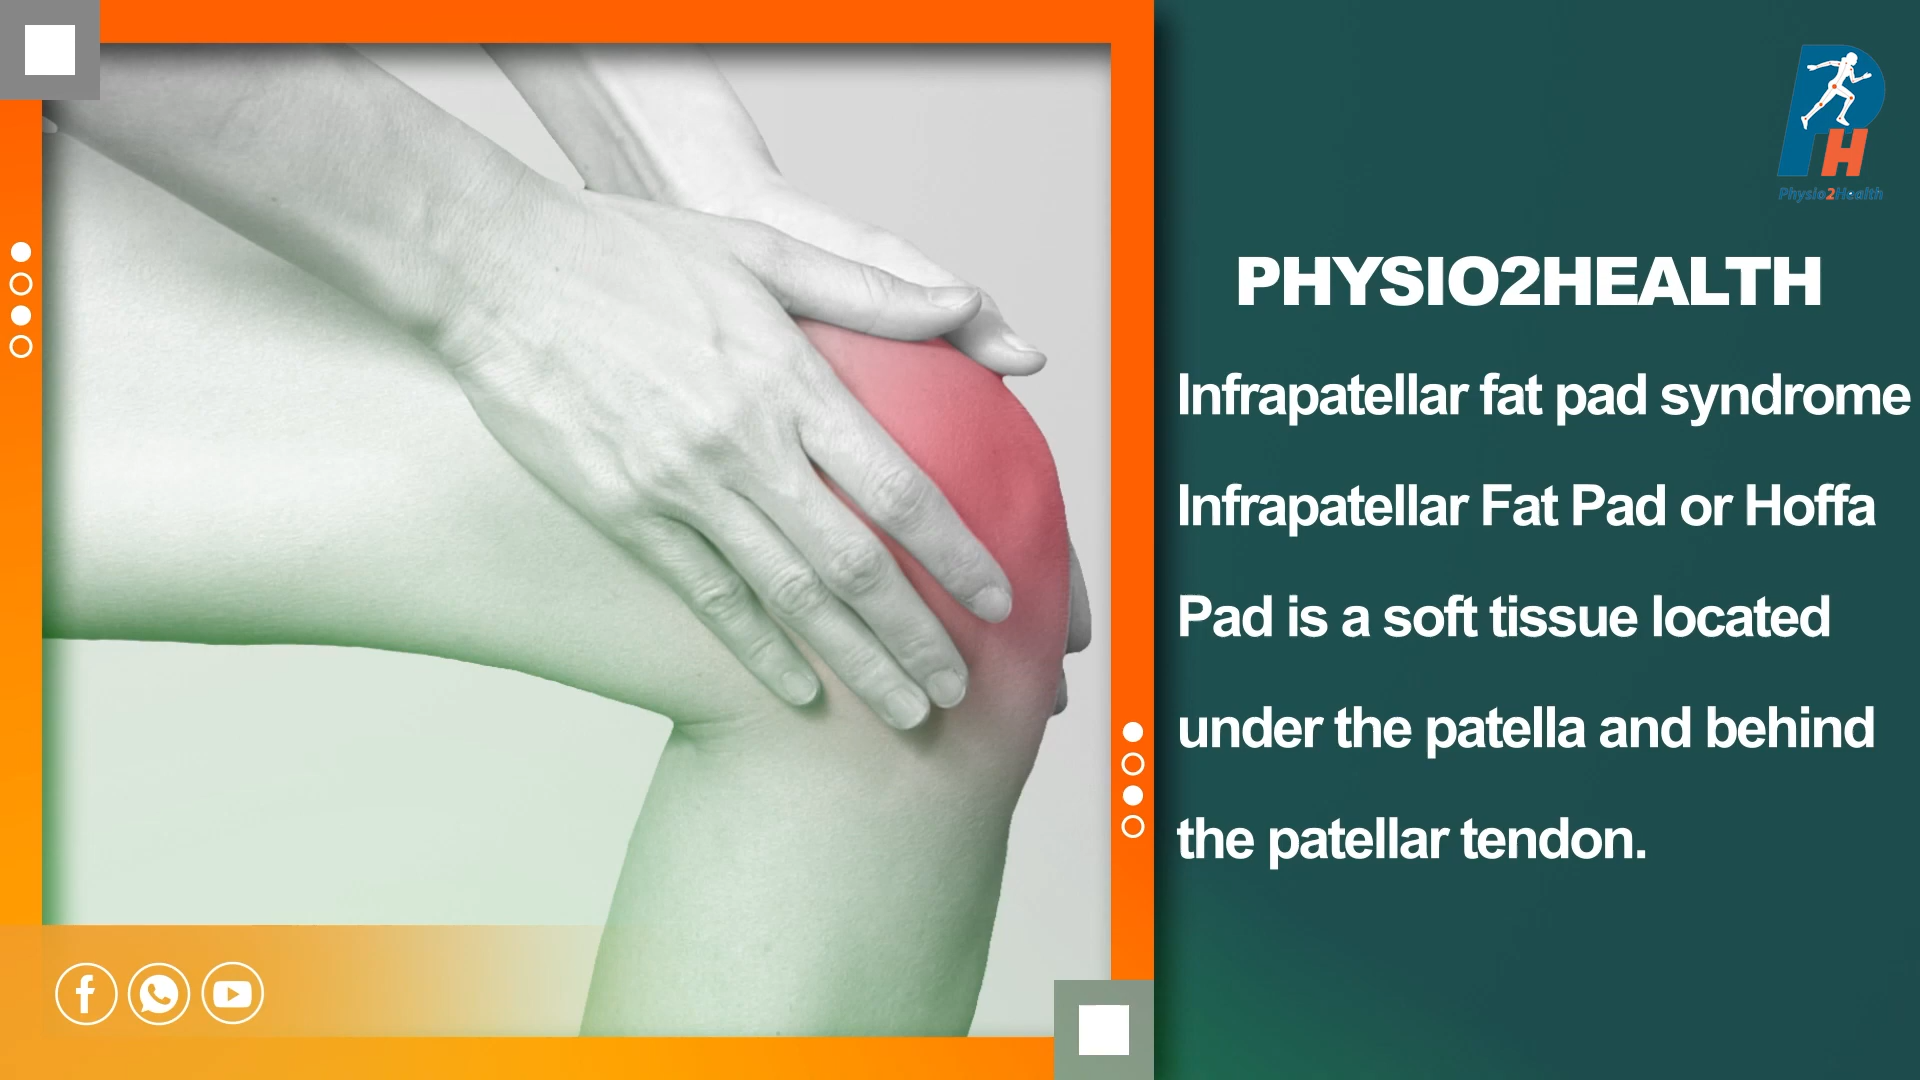 PH
Physio2Health
PHYSIO2HEALTH
Infrapatellar fat pad syndrome
Infrapatellar Fat Pad or Hoffa
Pad is a soft tissue located
under the patella and behind
the patellar tendon.